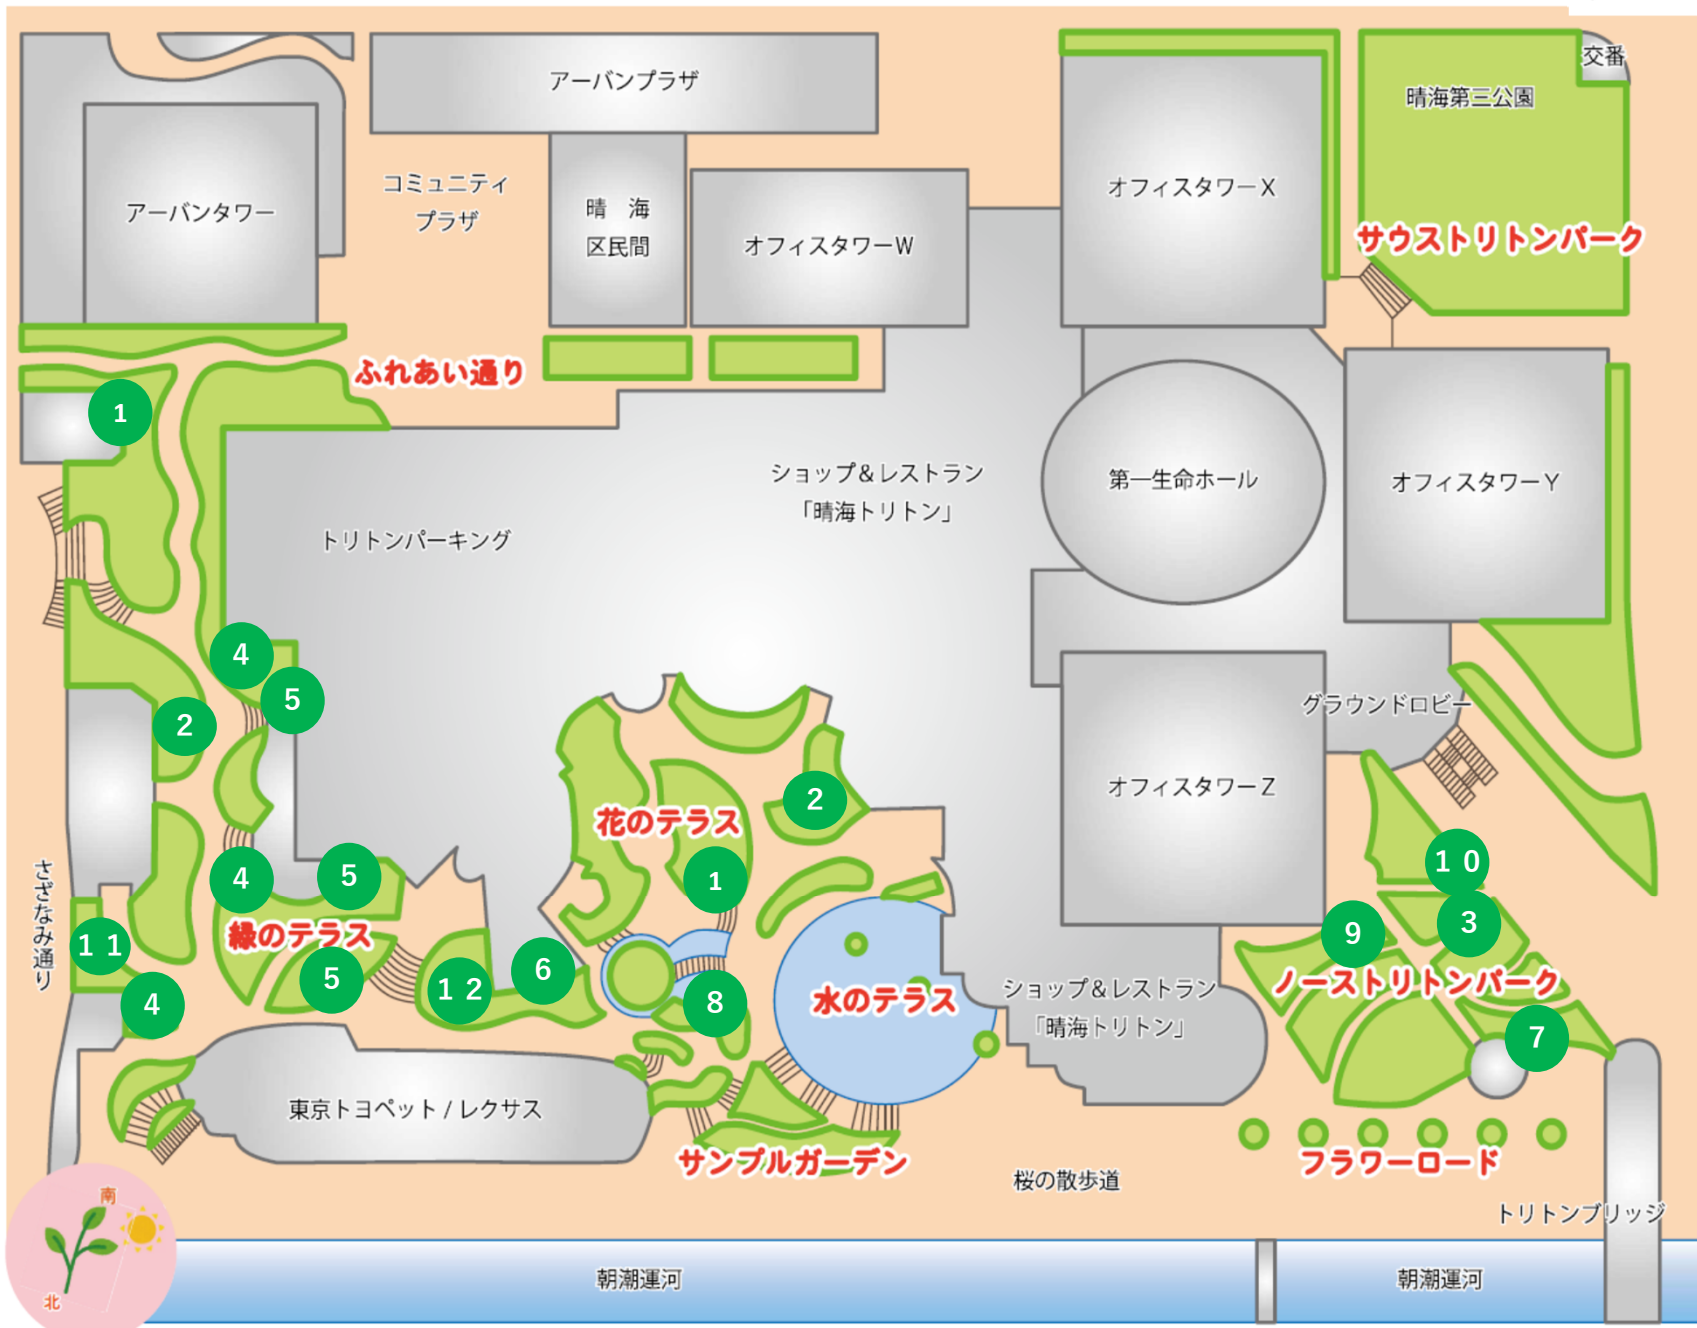 交番
アーバンプラザ
晴海第三公園
コミュニティ
プラザ
晴　海
区民間
オフィスタワーX
アーバンタワー
オフィスタワーW
サウストリトンパーク
ふれあい通り
1
ショップ&レストラン
「晴海トリトン」
第一生命ホール
オフィスタワーY
トリトンパーキング
4
5
2
グラウンドロビー
オフィスタワーZ
2
花のテラス
さざなみ通り
4
5
1
10
3
9
緑のテラス
11
5
12
6
8
4
水のテラス
ショップ&レストラン
「晴海トリトン」
ノーストリトンパーク
7
東京トヨペット / レクサス
サンプルガーデン
桜の散歩道
フラワーロード
トリトンブリッジ
南
北
朝潮運河
朝潮運河